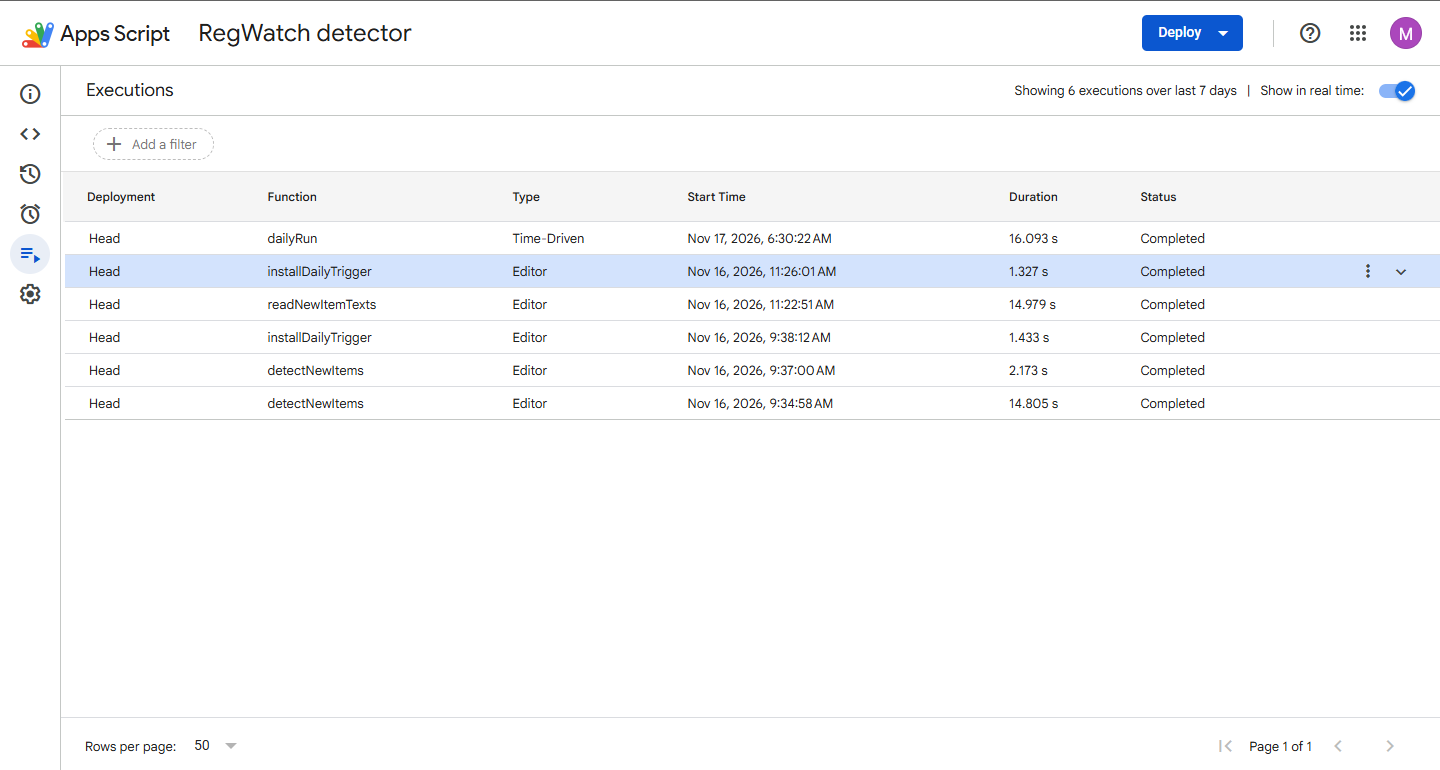 Apps Script RegWatch detector Deploy M
Executions Showing 6 executions over last 7 days | Show in real time:
Add a filter
Deployment Function Type Start Time Duration Status
Head dailyRun Time-Driven Nov 17, 2026, 6:30:22 AM 16.093 s Completed
Head installDailyTrigger Editor Nov 16, 2026, 11:26:01 AM 1.327 s Completed
Head readNewItemTexts Editor Nov 16, 2026, 11:22:51 AM 14.979 s Completed
Head installDailyTrigger Editor Nov 16, 2026, 9:38:12 AM 1.433 s Completed
Head detectNewItems Editor Nov 16, 2026, 9:37:00 AM 2.173 s Completed
Head detectNewItems Editor Nov 16, 2026, 9:34:58 AM 14.805 s Completed
Rows per page: 50 Page 1 of 1